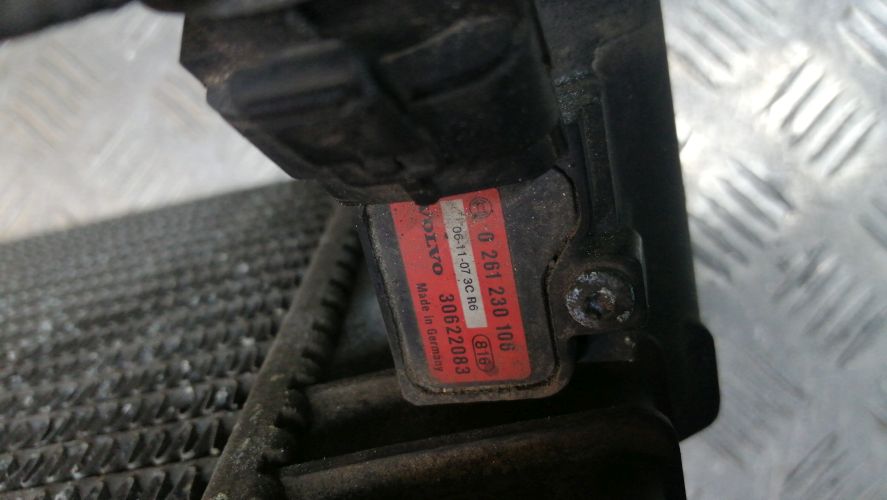 0 261 230 106
06-11-07 3C R6
816
VOLVO 30622083
Made in Germany